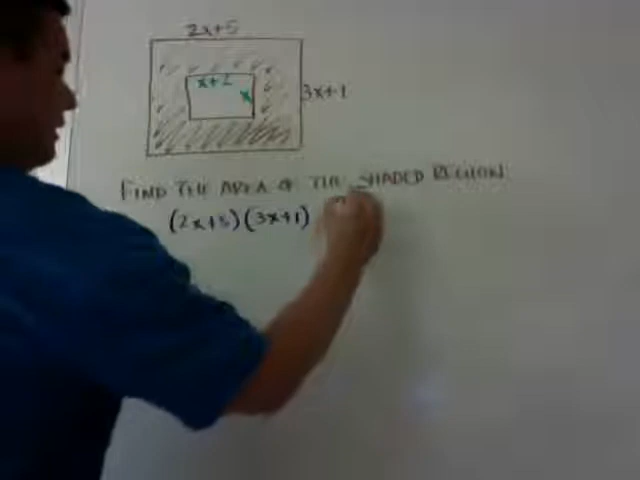 2x+5
x+2
x
3x+1
FIND THE AREA OF THE SHADED REGION
(2x+5)(3x+1)